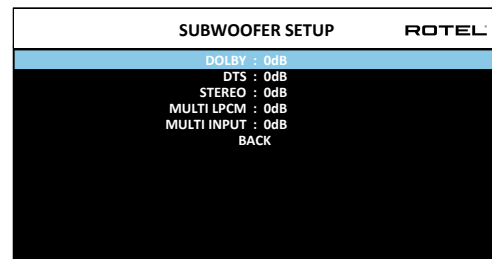 SUBWOOFER SETUP ROTEL
DOLBY : 0dB
DTS : 0dB
STEREO : 0dB
MULTI LPCM : 0dB
MULTI INPUT : 0dB
BACK